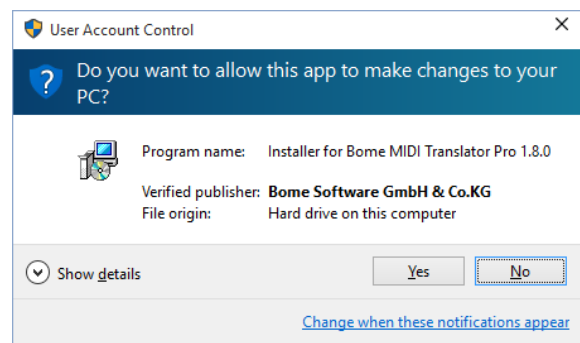 User Account Control
Do you want to allow this app to make changes to your
PC?
Program name: Installer for Bome MIDI Translator Pro 1.8.0
Verified publisher: Bome Software GmbH & Co.KG
File origin: Hard drive on this computer
Show details
Yes
No
Change when these notifications appear